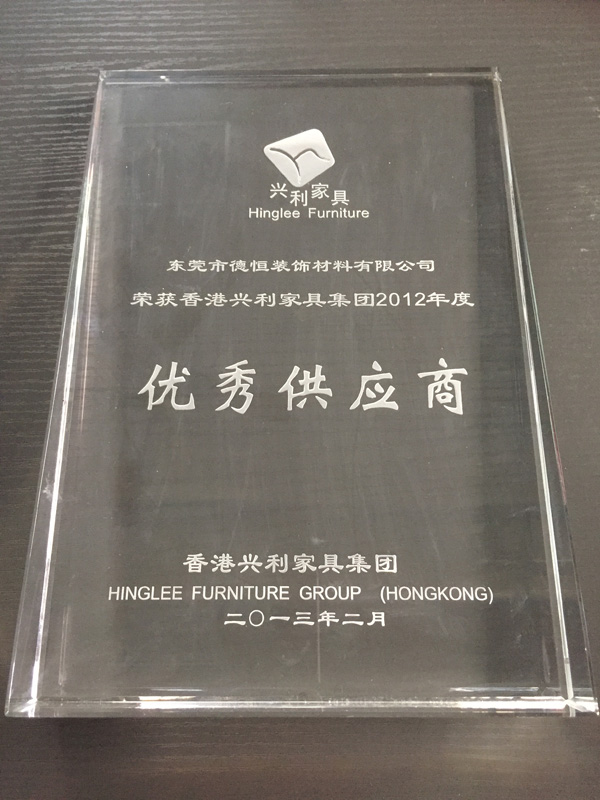 兴利家具
Hinglee Furniture
东莞市德恒装饰材料有限公司
荣获香港兴利家具集团2012年度
优秀供应商
香港兴利家具集团
HINGLEE FURNITURE GROUP (HONGKONG)
二〇一三年二月